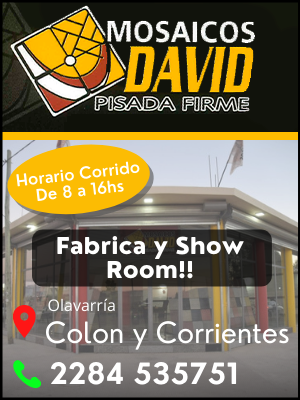 MOSAICOS
DAVID
PISADA FIRME
Horario Corrido
De 8 a 16hs
Fabrica y Show
Room!!
Olavarría
Colon y Corrientes
2284 535751